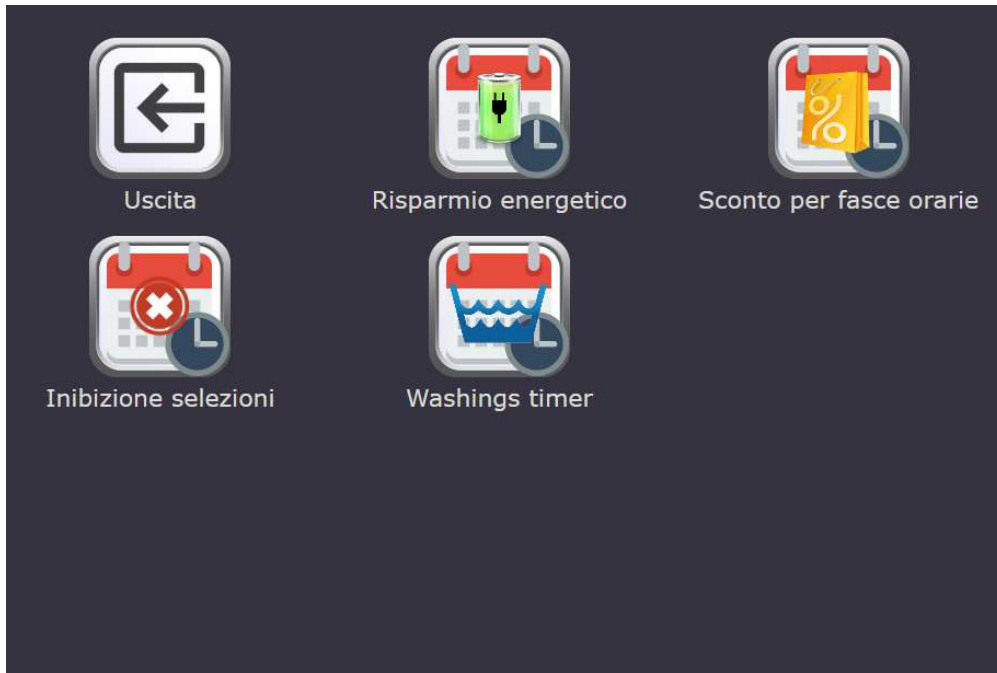 Uscita
Risparmio energetico
Sconto per fasce orarie
Inibizione selezioni
Washings timer